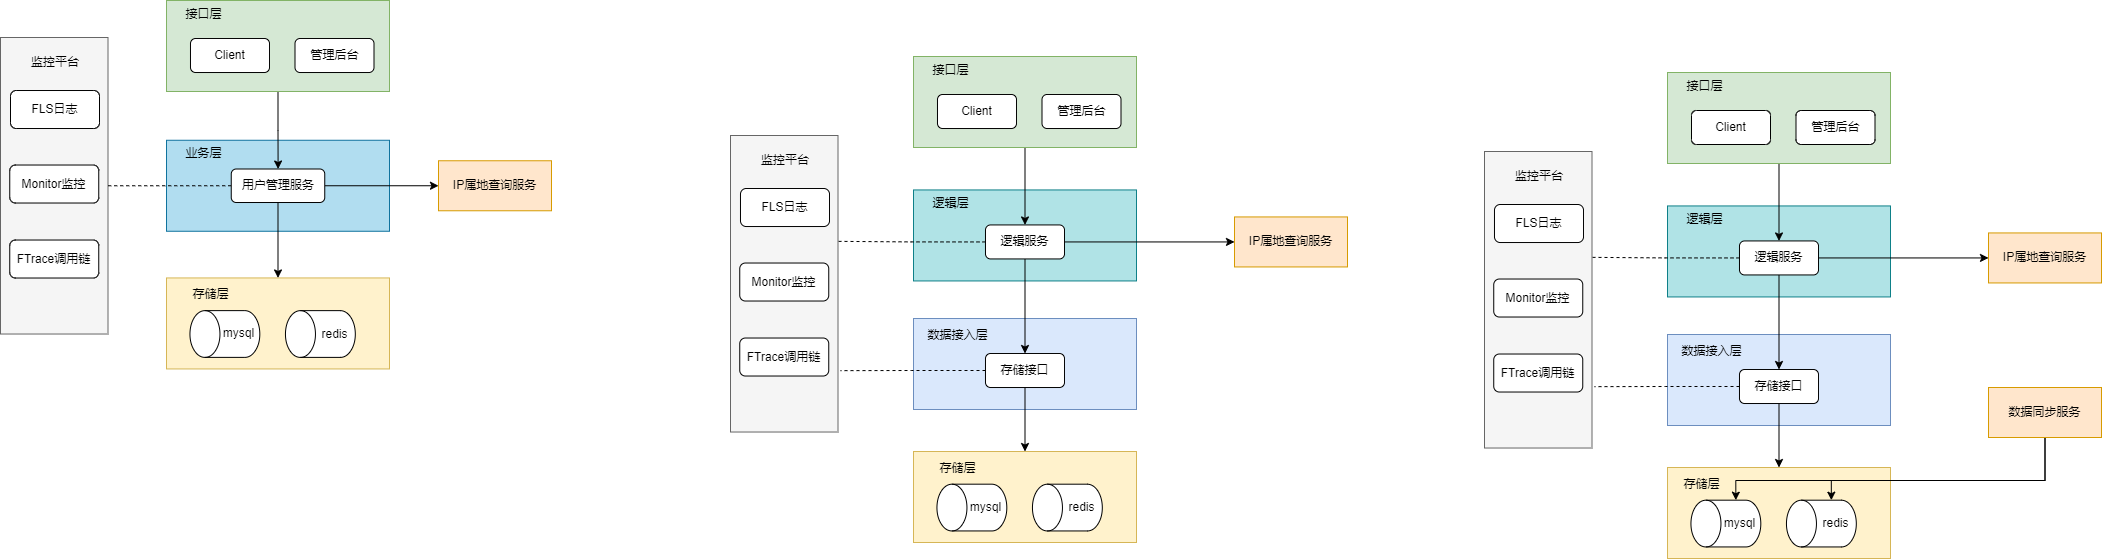 接口层
Client
管理后台
监控平台
FLS日志
Monitor监控
FTrace调用链
业务层
用户管理服务
IP属地查询服务
存储层
mysql
redis
接口层
Client
管理后台
监控平台
FLS日志
Monitor监控
FTrace调用链
逻辑层
逻辑服务
IP属地查询服务
数据接入层
存储接口
存储层
mysql
redis
接口层
Client
管理后台
监控平台
FLS日志
Monitor监控
FTrace调用链
逻辑层
逻辑服务
IP属地查询服务
数据接入层
存储接口
数据同步服务
存储层
mysql
redis